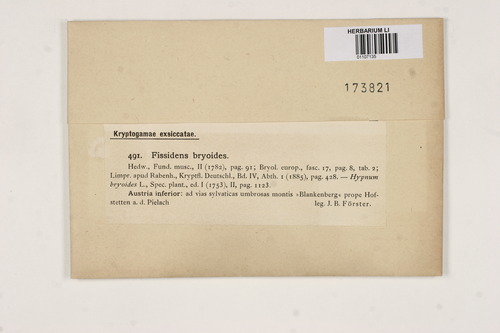 HERBARIUM LI
01107135
173821
Kryptogamae exsiccatae.
491. Fissidens bryoides.
Hedw., Fund. musc., II (1782), pag. 91; Bryol. europ., fasc. 17, pag. 8, tab. 2;
Limpr. apud Rabenh., Kryptfl. Deutschl., Bd. IV, Abth. 1 (1885), pag. 428. — Hypnum
bryoides L., Spec. plant., ed. I (1753), II, pag. 1123.
Austria inferior: ad vias sylvaticas umbrosas montis »Blankenberg« prope Hof-
stetten a. d. Pielach leg. J. B. Förster.